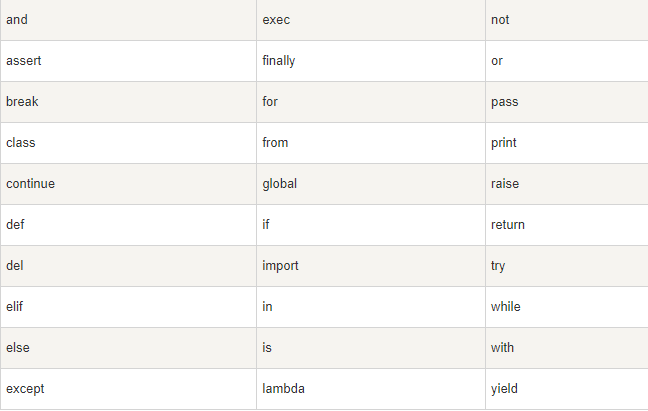 and exec not
assert finally or
break for pass
class from print
continue global raise
def if return
del import try
elif in while
else is with
except lambda yield